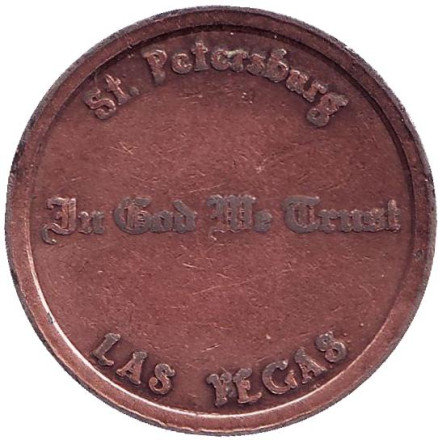 St. Petersburg
In God We Trust
LAS VEGAS